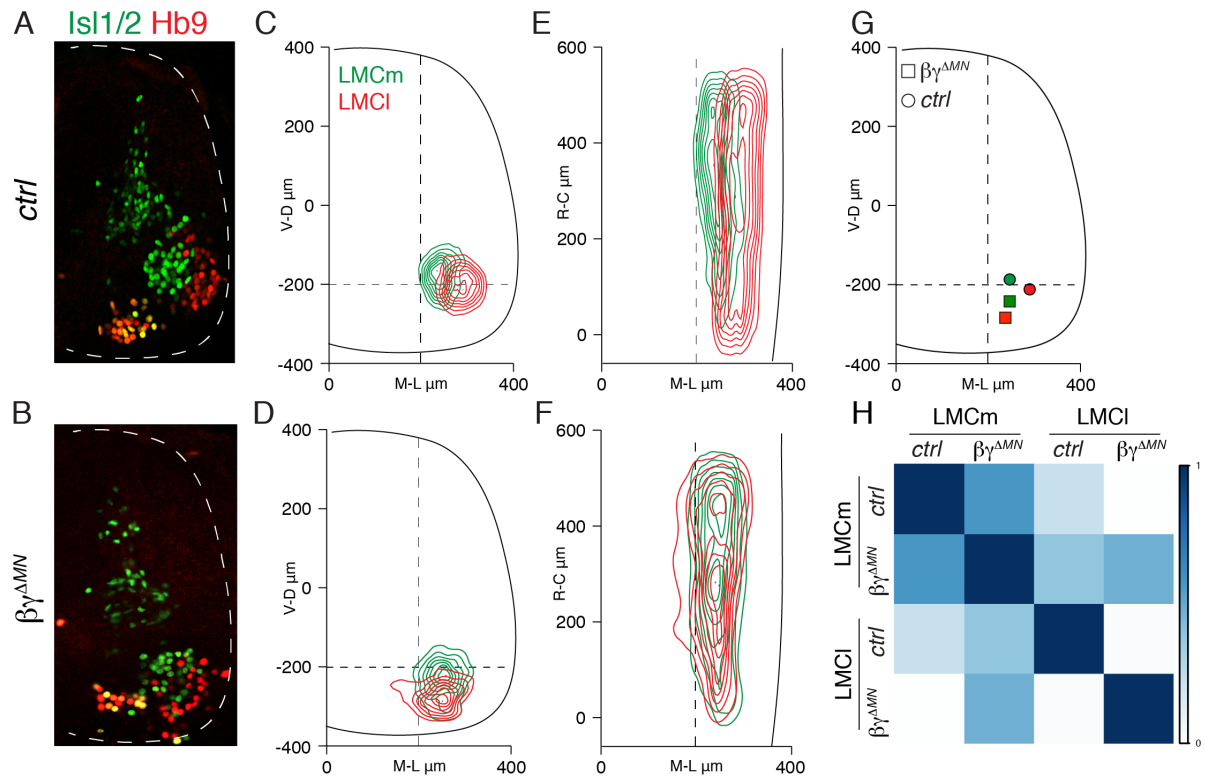 A
Isl1/2 Hb9
ctrl
B
βγΔMN
C
400
200
0
-200
-400
V-D µm
LMCm
LMCl
0
M-L µm
400
D
400
200
0
-200
-400
V-D µm
0
M-L µm
400
E
600
400
200
0
R-C µm
0
M-L µm
400
F
600
400
200
0
R-C µm
0
M-L µm
400
G
400
200
0
-200
-400
V-D µm
βγΔMN
ctrl
0
M-L µm
400
H
LMCm LMCl
ctrl βγΔMN ctrl βγΔMN
LMCm
ctrl
βγΔMN
LMCl
ctrl
βγΔMN
1
0